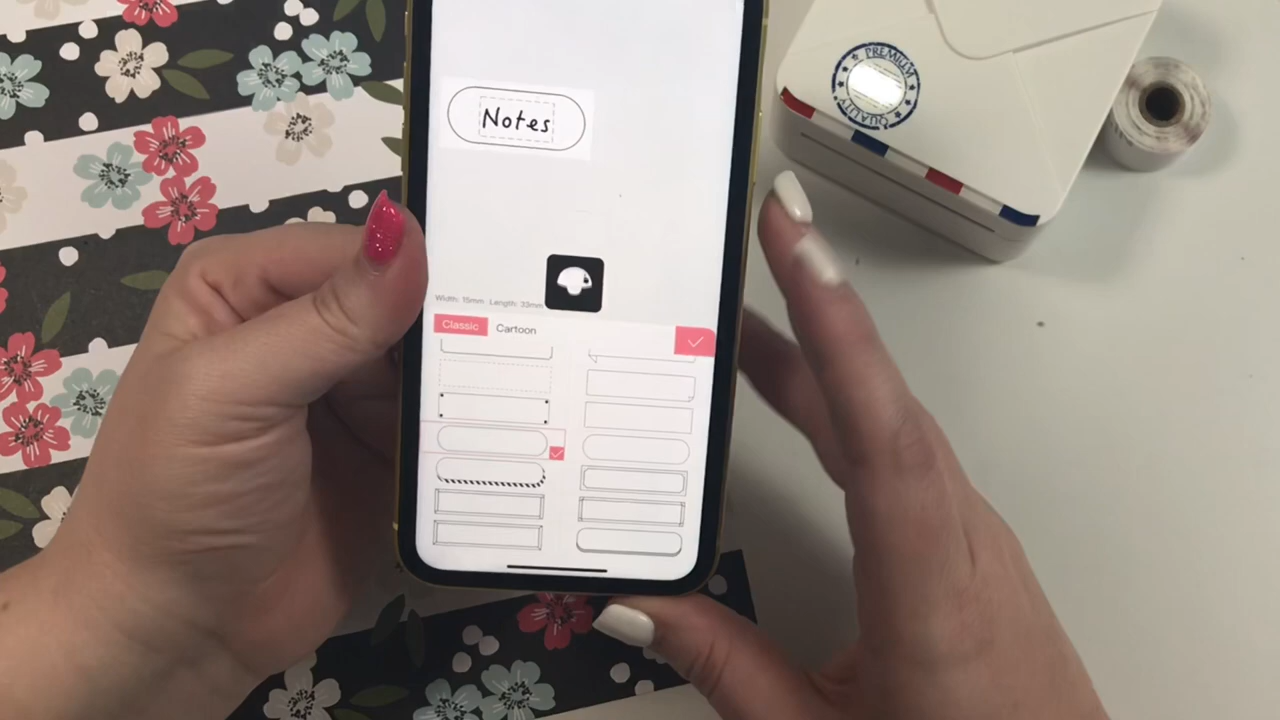 PREMIUM
QUALITY
Notes
Width: 15mm Length: 33mm
Classic
Cartoon